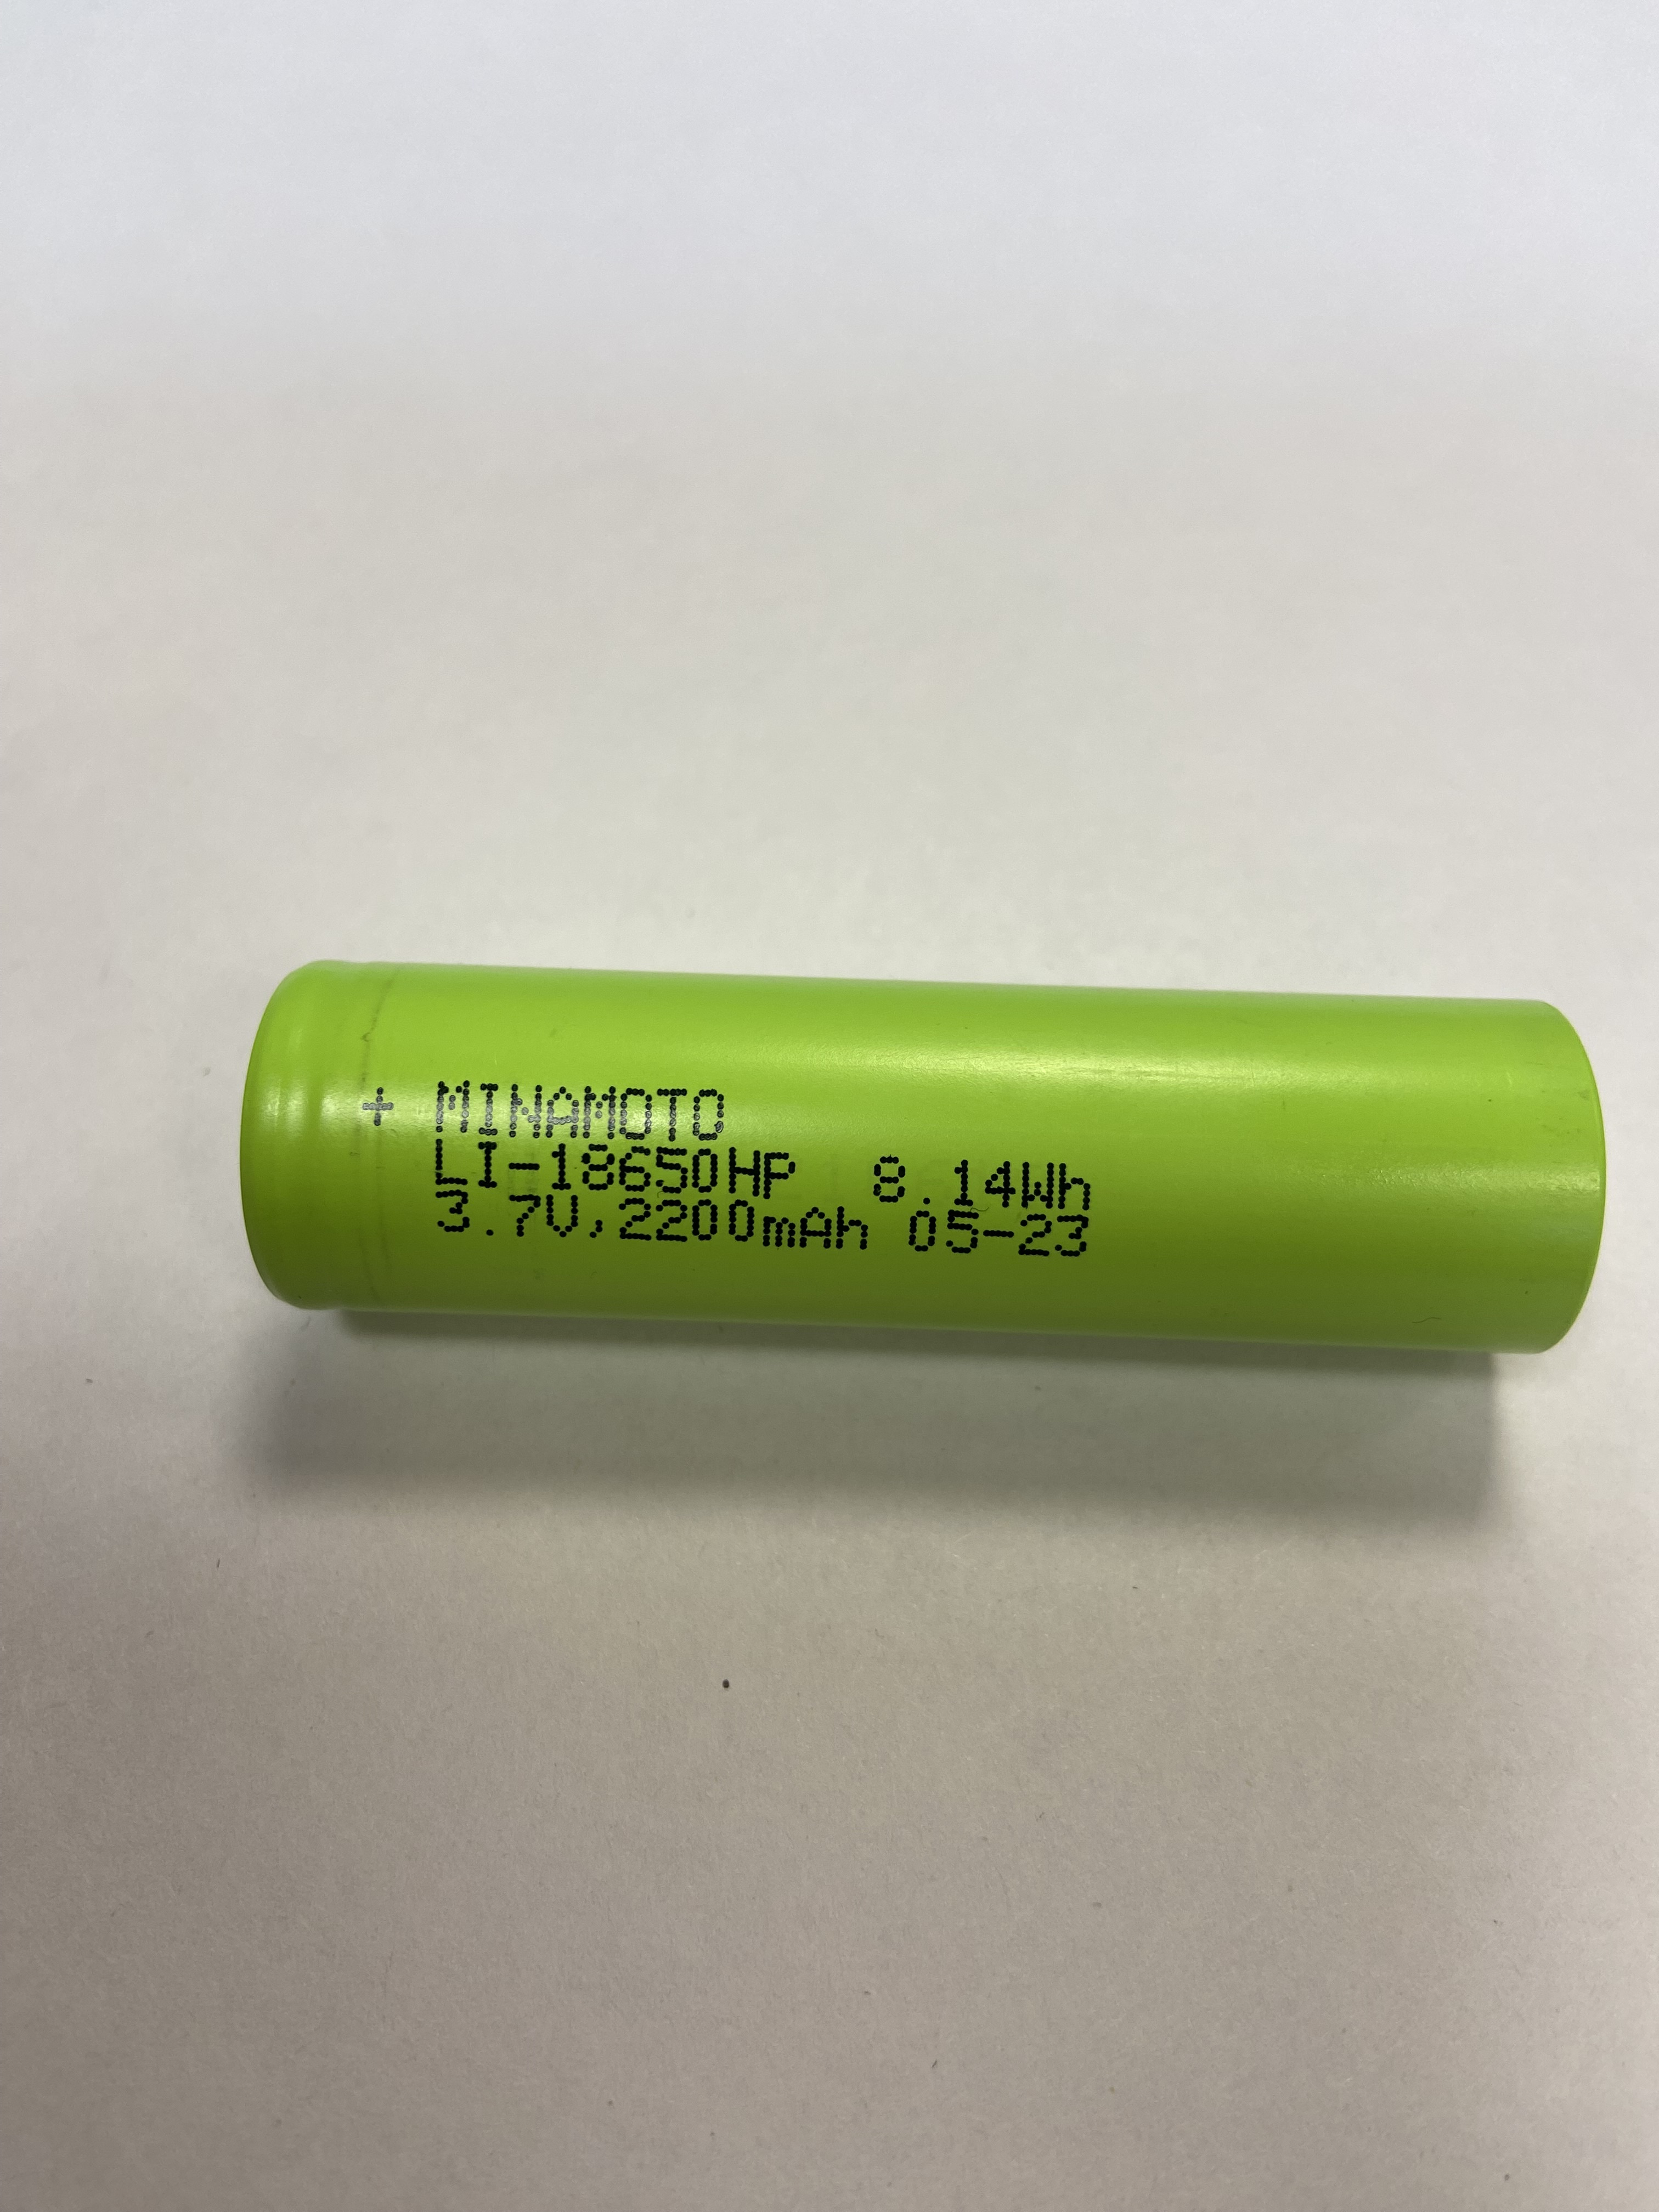 + MINAMOTO
LI-18650HP 8.14Wh
3.7V,2200mAh 05-23